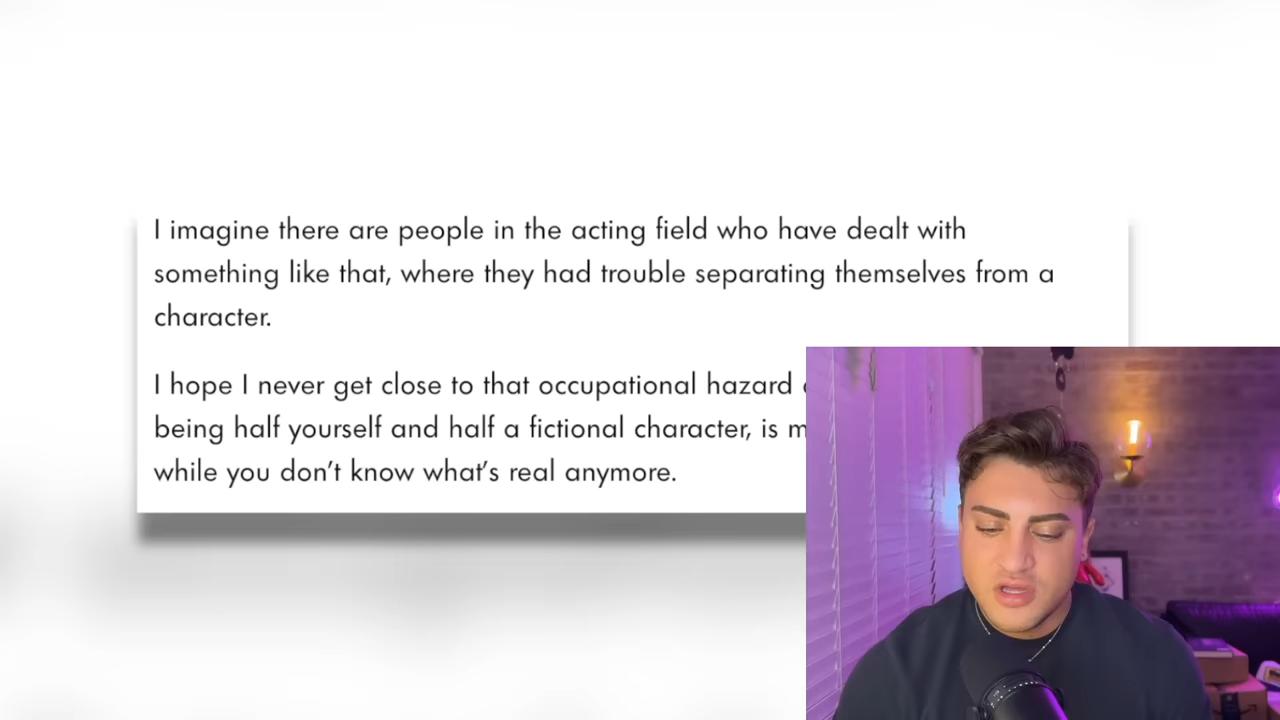 I imagine there are people in the acting field who have dealt with
something like that, where they had trouble separating themselves from a
character.
I hope I never get close to that occupational hazard
being half yourself and half a fictional character, is
while you don't know what's real anymore.